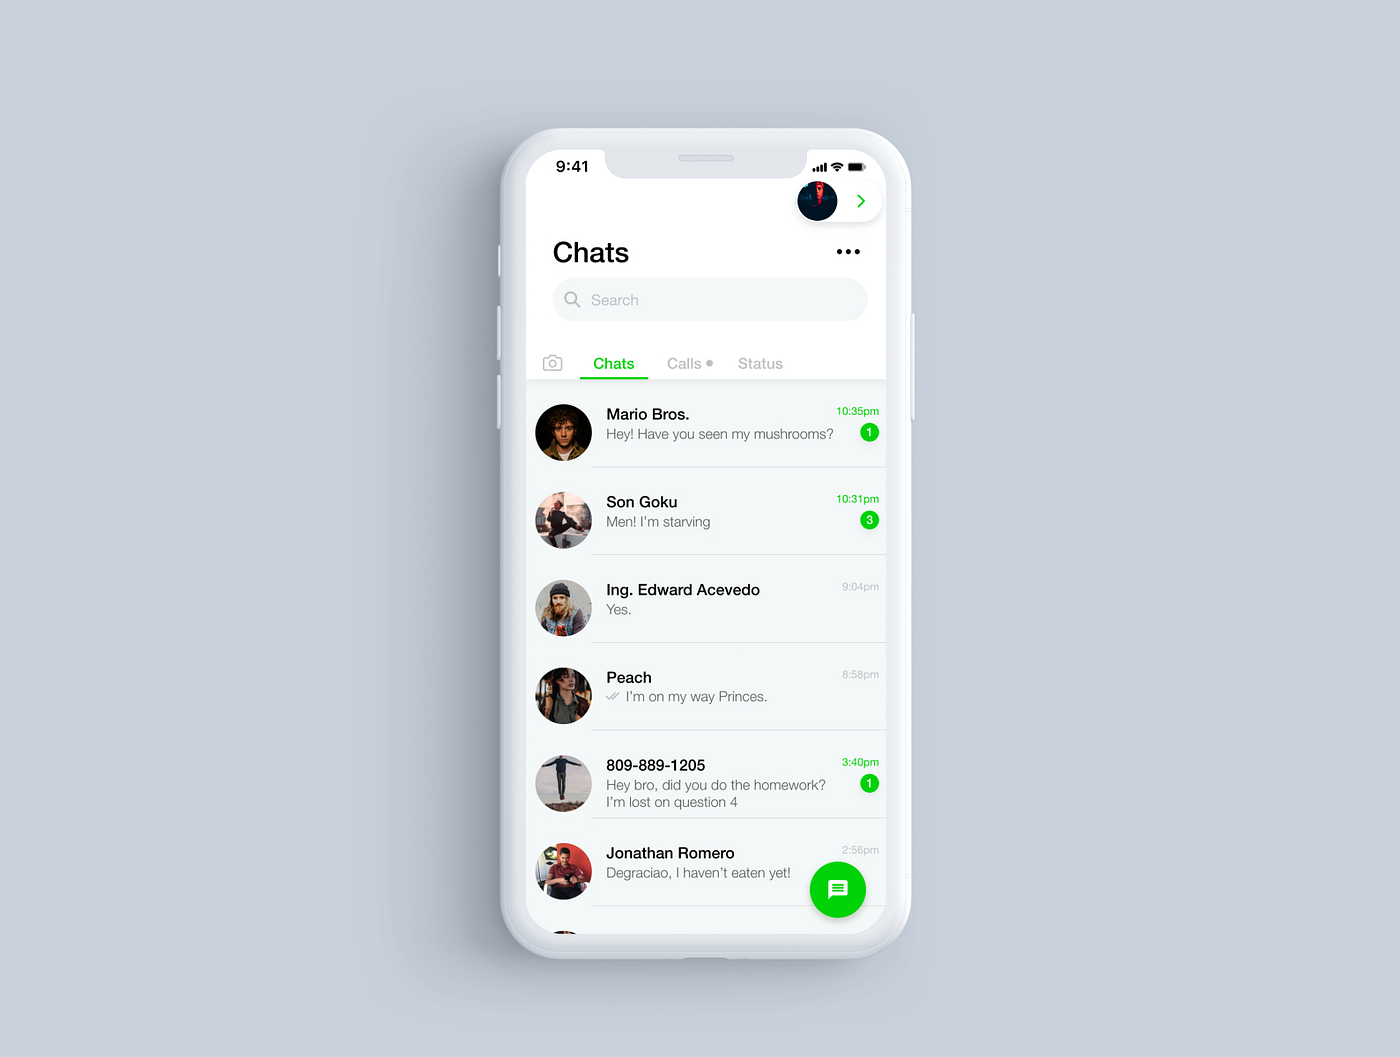 9:41
Chats
Search
Chats
Calls
Status
Mario Bros.
10:35pm
Hey! Have you seen my mushrooms?
1
Son Goku
10:31pm
Men! I'm starving
3
Ing. Edward Acevedo
9:04pm
Yes.
Peach
8:58pm
I'm on my way Princes.
809-889-1205
3:40pm
Hey bro, did you do the homework?
1
I'm lost on question 4
Jonathan Romero
2:56pm
Degraciao, I haven't eaten yet!